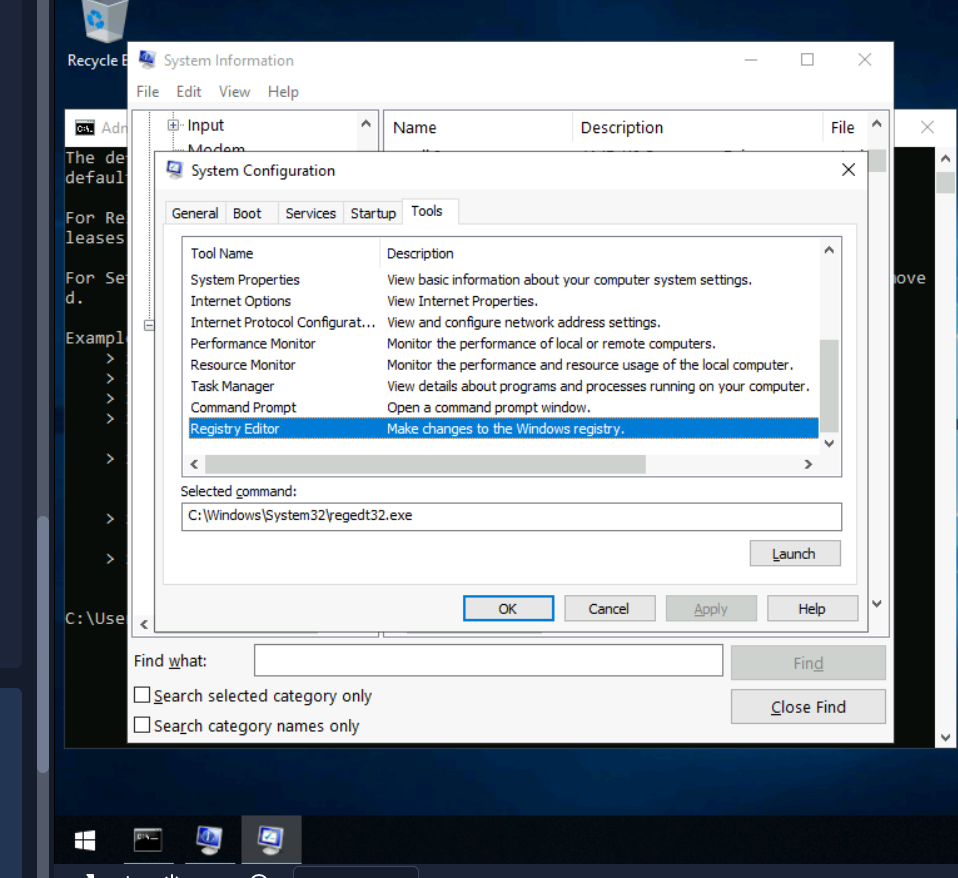 Recycle B
System Information
File Edit View Help
Input
Name Description File
Adn
Modem
The de
defaul
System Configuration
For Re
leases
General Boot Services Startup Tools
Tool Name Description
For Se
System Properties View basic information about your computer system settings.
ove
d.
Internet Options View Internet Properties.
Internet Protocol Configurat... View and configure network address settings.
Exampl
Performance Monitor Monitor the performance of local or remote computers.
>
Resource Monitor Monitor the performance and resource usage of the local computer.
>
Task Manager View details about programs and processes running on your computer.
>
Command Prompt Open a command prompt window.
>
Registry Editor Make changes to the Windows registry.
>
Selected command:
>
C:\Windows\System32\regedt32.exe
>
Launch
C:\Use
OK Cancel Apply Help
Find what:
Find
Search selected category only
Close Find
Search category names only